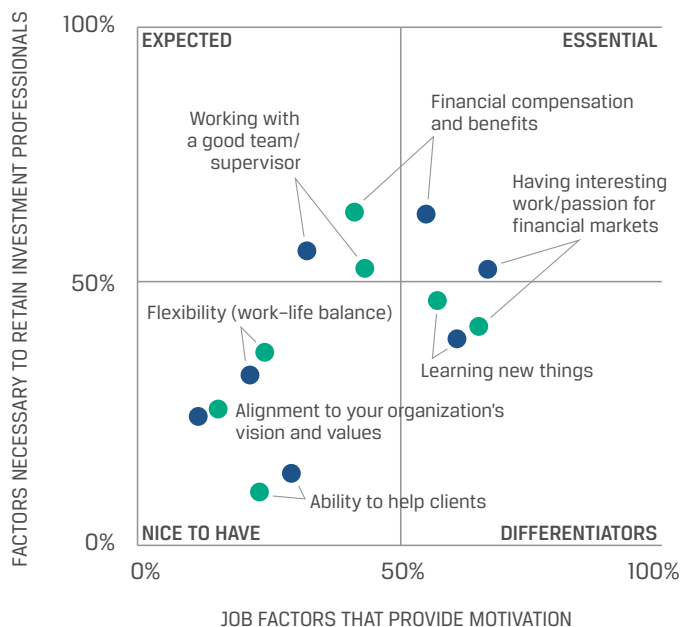 FACTORS NECESSARY TO RETAIN INVESTMENT PROFESSIONALS
100%
50%
0%
EXPECTED
ESSENTIAL
Working with
a good team/
supervisor
Financial compensation
and benefits
Having interesting
work/passion for
financial markets
Flexibility (work–life balance)
Learning new things
Alignment to your organization's
vision and values
Ability to help clients
NICE TO HAVE
DIFFERENTIATORS
0%
50%
100%
JOB FACTORS THAT PROVIDE MOTIVATION